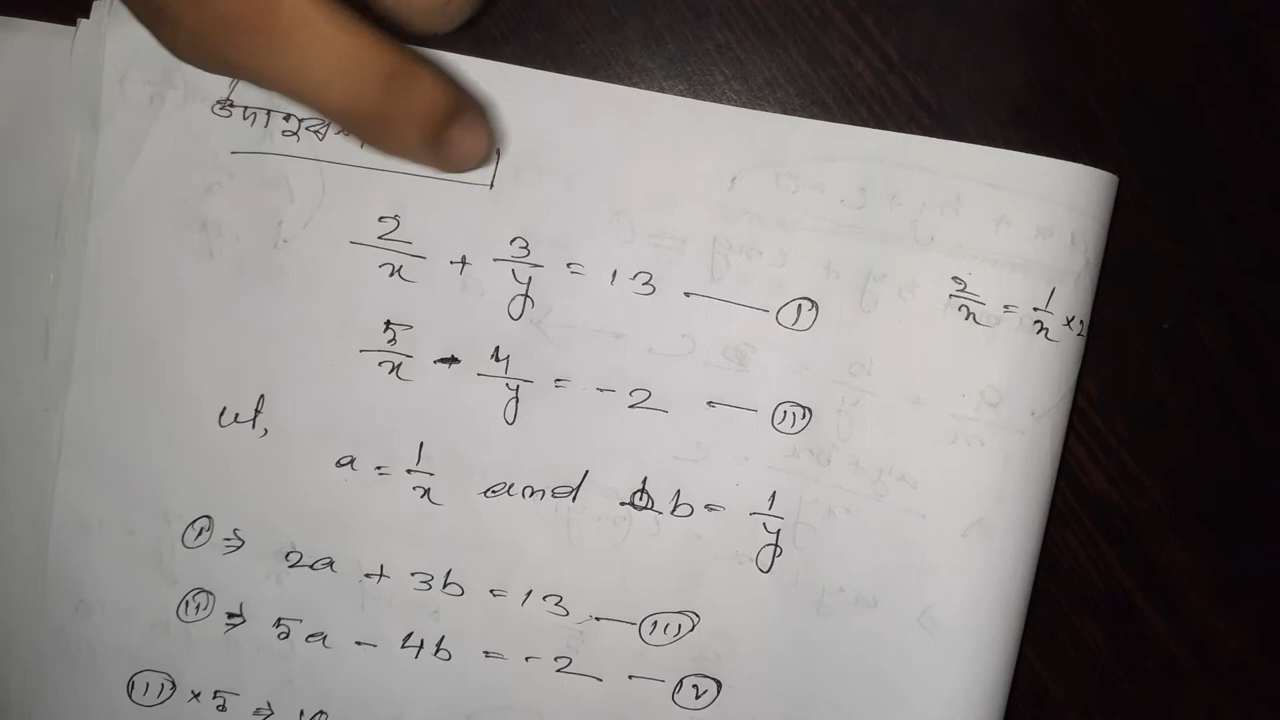 2/x + 3/y = 13 —— (I)
2/x = 1/x × 2
5/x - 4/y = -2 — (II)
a = 1/x and b = 1/y
(I) ⇒ 2a + 3b = 13 — (III)
(II) ⇒ 5a - 4b = -2 — (IV)
(III) × 5 ⇒